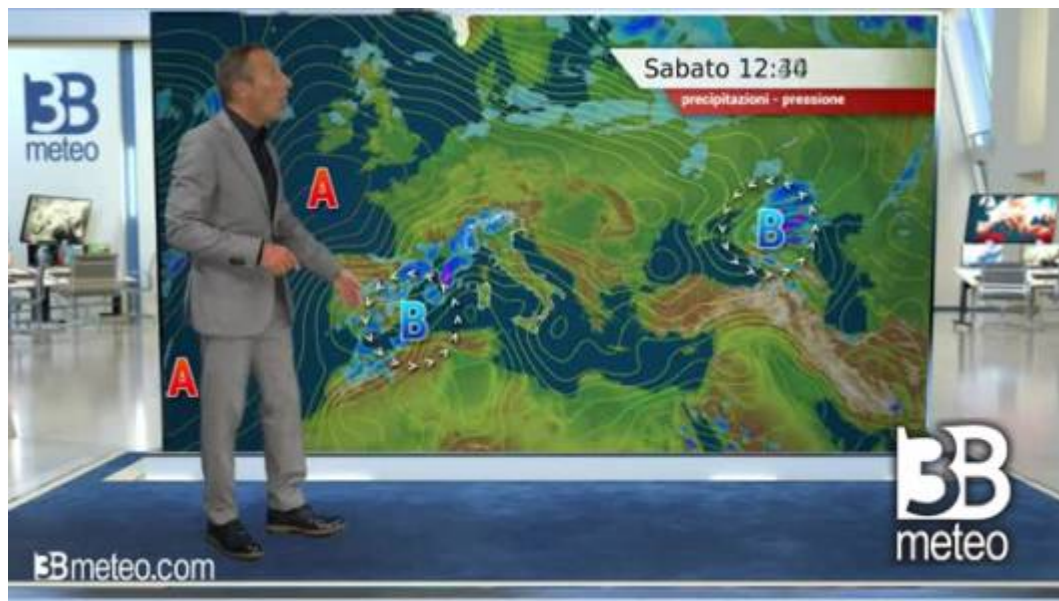 3B
meteo
Sabato 12:
precipitazioni - pressione
A
B
B
A
3B
meteo
3Bmeteo.com